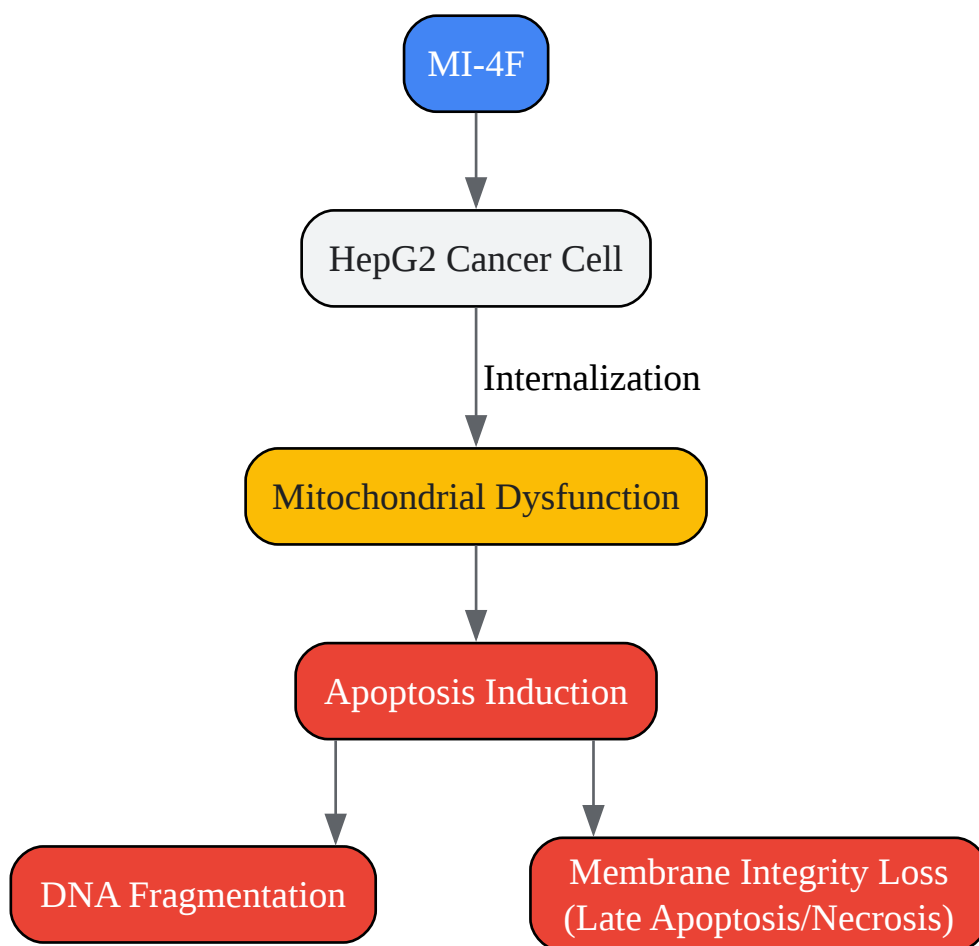 MI-4F
HepG2 Cancer Cell
Internalization
Mitochondrial Dysfunction
Apoptosis Induction
DNA Fragmentation
Membrane Integrity Loss
(Late Apoptosis/Necrosis)